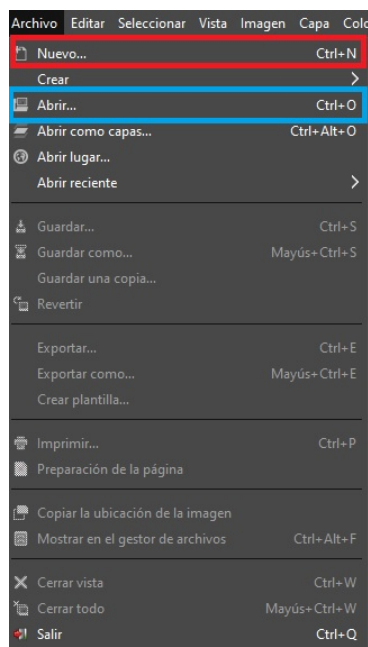 Archivo Editar Seleccionar Vista Imagen Capa Colo
Nuevo... Ctrl+N
Crear
Abrir... Ctrl+O
Abrir como capas... Ctrl+Alt+O
Abrir lugar...
Abrir reciente
Guardar... Ctrl+S
Guardar como... Mayús+Ctrl+S
Guardar una copia...
Revertir
Exportar... Ctrl+E
Exportar como... Mayús+Ctrl+E
Crear plantilla...
Imprimir... Ctrl+P
Preparación de la página
Copiar la ubicación de la imagen
Mostrar en el gestor de archivos Ctrl+Alt+F
Cerrar vista Ctrl+W
Cerrar todo Mayús+Ctrl+W
Salir Ctrl+Q